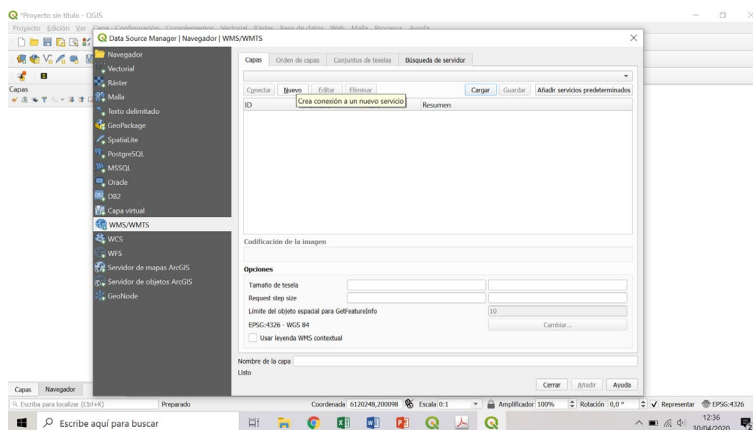 *Proyecto sin título - QGIS
Proyecto Edición Ver Capa Configuración Complementos Vectorial Ráster Base de datos Web Malla Procesos Ayuda
Data Source Manager | Navegador | WMS/WMTS
Capas
Navegador
Vectorial
Ráster
Malla
Texto delimitado
GeoPackage
SpatiaLite
PostgreSQL
MSSQL
Oracle
DB2
Capa virtual
WMS/WMTS
WCS
WFS
Servidor de mapas ArcGIS
Servidor de objetos ArcGIS
GeoNode
Capas Orden de capas Conjuntos de teselas Búsqueda de servidor
Conectar Nuevo Editar Eliminar Cargar Guardar Añadir servicios predeterminados
Crea conexión a un nuevo servicio
ID Resumen
Codificación de la imagen
Opciones
Tamaño de tesela
Request step size
Límite del objeto espacial para GetFeatureInfo 10
EPSG:4326 - WGS 84 Cambiar...
Usar leyenda WMS contextual
Nombre de la capa
Listo
Cerrar Añadir Ayuda
Capas Navegador
Escriba para localizar (Ctrl+K) Preparado Coordenada 6120248,200098 Escala 0:1 Amplificador 100% Rotación 0,0 ° Representar EPSG:4326
Escribe aquí para buscar
12:36
30/04/2020